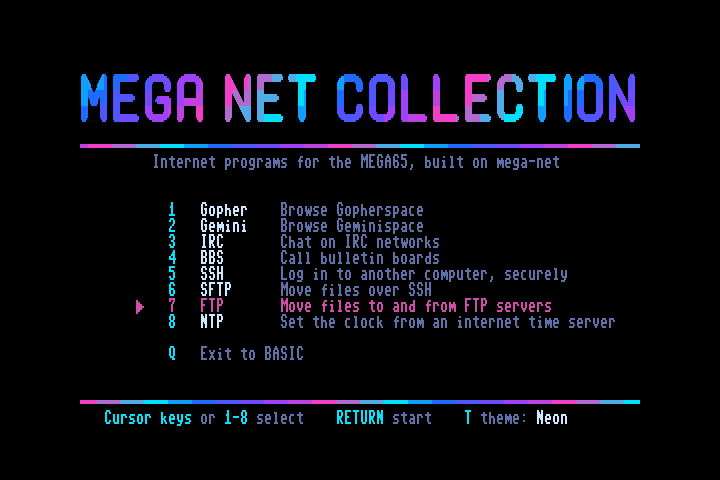 MEGA NET COLLECTION
Internet programs for the MEGA65, built on mega-net
1 Gopher Browse Gopherspace
2 Gemini Browse Geminispace
3 IRC Chat on IRC networks
4 BBS Call bulletin boards
5 SSH Log in to another computer, securely
6 SFTP Move files over SSH
7 FTP Move files to and from FTP servers
8 NTP Set the clock from an internet time server
Q Exit to BASIC
Cursor keys or 1-8 select RETURN start T theme: Neon